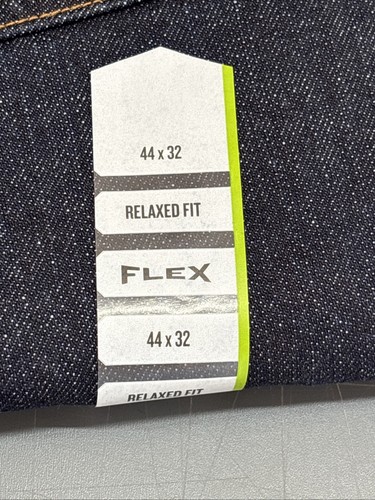 44 x 32
RELAXED FIT
FLEX
44 x 32
RELAXED FIT